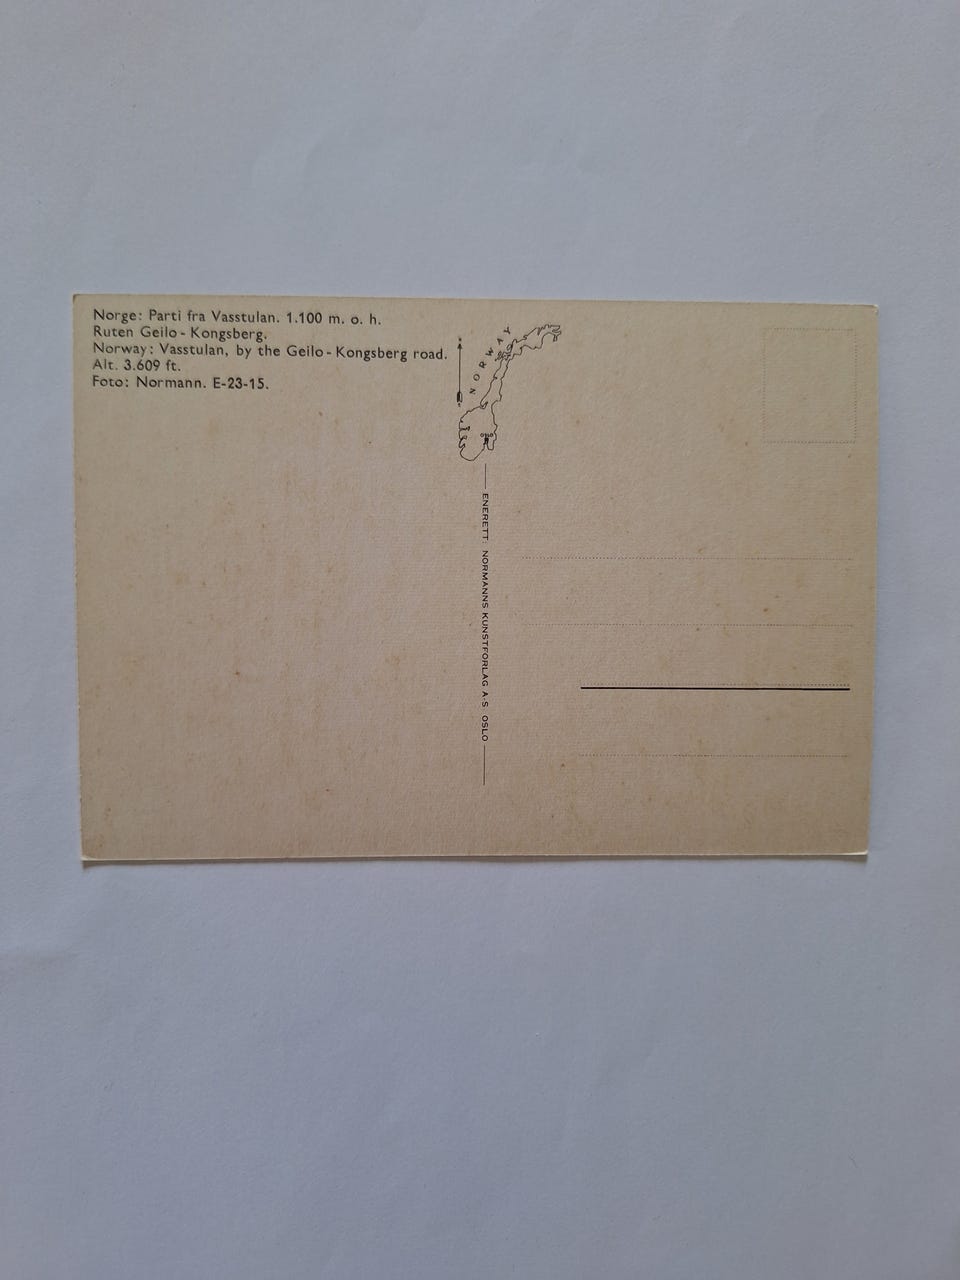 Norge: Parti fra Vasstulan. 1.100 m. o. h.
Ruten Geilo - Kongsberg.
Norway: Vasstulan, by the Geilo - Kongsberg road.
Alt. 3.609 ft.
Foto: Normann. E-23-15.
NORWAY
OSLO
ENERETT: NORMANNS KUNSTFORLAG A-S OSLO